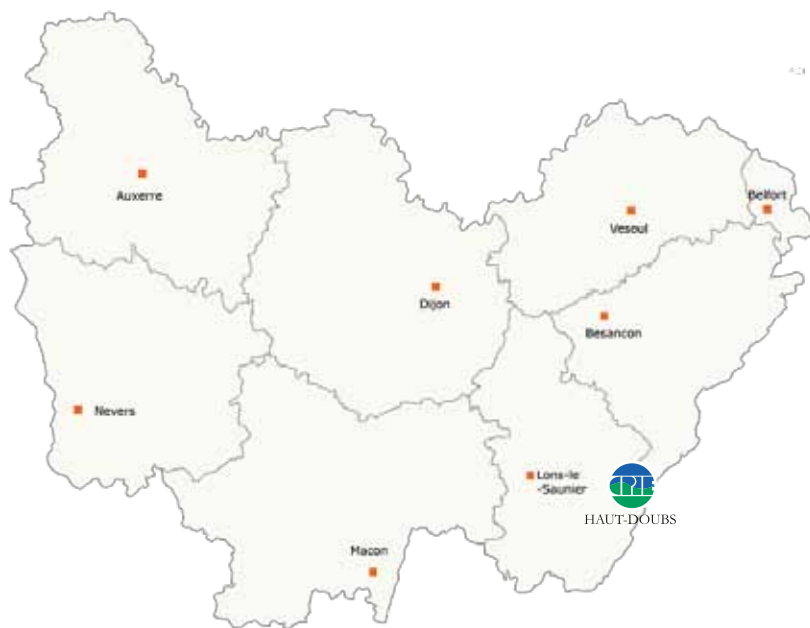 Auxerre
Belfort
Vesoul
Dijon
Besancon
Nevers
Lons-le
-Saunier
CPIE
HAUT-DOUBS
Macon